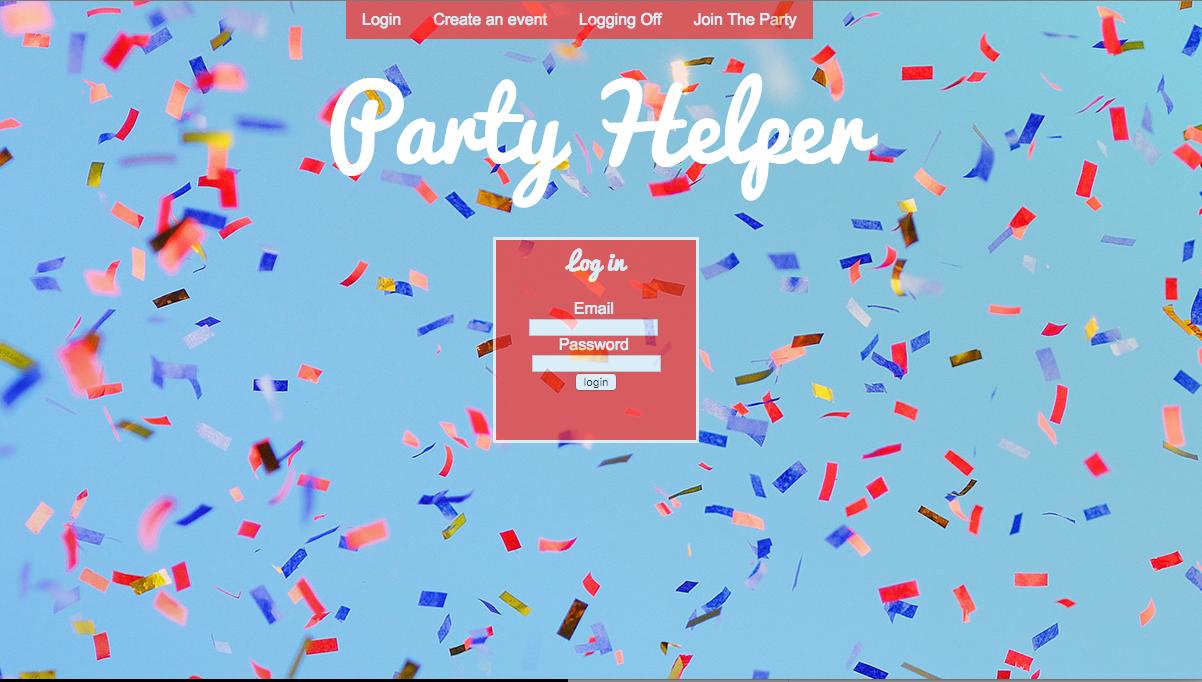 Login Create an event Logging Off Join The Party
Party Helper
Log in
Email
Password
login